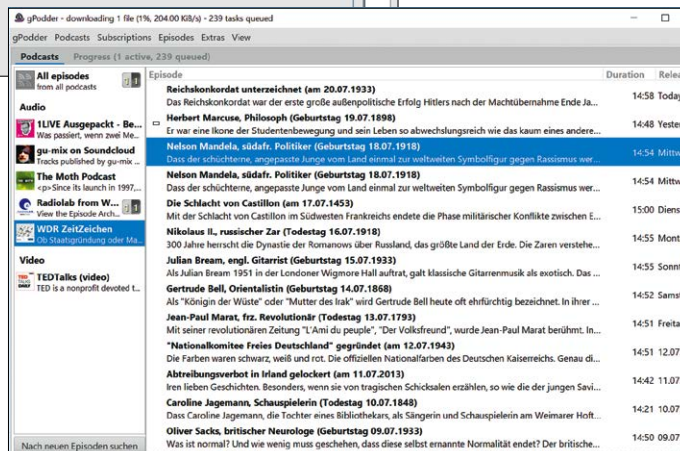 gPodder - downloading 1 file (1%, 204.00 KiB/s) - 239 tasks queued
gPodder Podcasts Subscriptions Episodes Extras View
Podcasts Progress (1 active, 239 queued)
All episodes
from all podcasts
Audio
1LIVE Ausgepackt - Be...
Was passiert, wenn zwei Me...
gu-mix on Soundcloud
Tracks published by gu-mix ...
The Moth Podcast
<p>Since its launch in 1997,...
Radiolab from W...
View the Episode Arch...
WDR ZeitZeichen
Ob Staatsgründung oder Ma...
Video
TEDTalks (video)
TED is a nonprofit devoted t...
Nach neuen Episoden suchen
Episode Duration Relea
Reichskonkordat unterzeichnet (am 20.07.1933)
Das Reichskonkordat war der erste große außenpolitische Erfolg Hitlers nach der Machtübernahme Ende Ja...
14:58 Today
Herbert Marcuse, Philosoph (Geburtstag 19.07.1898)
Er war eine Ikone der Studentenbewegung und sein Leben so abwechslungsreich wie das kaum eines andere...
14:48 Yester
Nelson Mandela, südafr. Politiker (Geburtstag 18.07.1918)
Dass der schüchterne, angepasste Junge vom Land einmal zur weltweiten Symbolfigur gegen Rassismus wer...
14:54 Mittw
Nelson Mandela, südafr. Politiker (Geburtstag 18.07.1918)
Dass der schüchterne, angepasste Junge vom Land einmal zur weltweiten Symbolfigur gegen Rassismus wer...
14:54 Mittw
Die Schlacht von Castillon (am 17.07.1453)
Mit der Schlacht von Castillon im Südwesten Frankreichs endete die Phase militärischer Konflikte zwischen E...
15:00 Diens
Nikolaus II., russischer Zar (Todestag 16.07.1918)
300 Jahre herrscht die Dynastie der Romanows über Russland, das größte Land der Erde. Die Zaren verstehe...
14:55 Mont
Julian Bream, engl. Gitarrist (Geburtstag 15.07.1933)
Als Julian Bream 1951 in der Londoner Wigmore Hall auftrat, galt klassische Gitarrenmusik als exotisch. Das ...
14:55 Sonnt
Gertrude Bell, Orientalistin (Geburtstag 14.07.1868)
Als "Königin der Wüste" oder "Mutter des Irak" wird Gertrude Bell heute oft ehrfürchtig bezeichnet. In ihrer ...
14:52 Samst
Jean-Paul Marat, frz. Revolutionär (Todestag 13.07.1793)
Mit seiner revolutionären Zeitung "L'Ami du peuple", "Der Volksfreund", wurde Jean-Paul Marat berühmt. In...
14:51 Freita
"Nationalkomitee Freies Deutschland" gegründet (am 12.07.1943)
Die Farben waren schwarz, weiß und rot. Die offiziellen Nationalfarben des Deutschen Kaiserreichs. Genau di...
14:51 12.07
Abtreibungsverbot in Irland gelockert (am 11.07.2013)
Iren lieben Geschichten. Besonders, wenn sie von tragischen Schicksalen erzählen, so wie die der jungen Savi...
14:42 11.07
Caroline Jagemann, Schauspielerin (Todestag 10.07.1848)
Dass Caroline Jagemann, die Tochter eines Bibliothekars, als Sängerin und Schauspielerin am Weimarer Hoft...
14:21 10.07
Oliver Sacks, britischer Neurologe (Geburtstag 09.07.1933)
Was ist normal? Und wie wenig muss geschehen, dass diese selbst ernannte Normalität endet? Der britische...
14:50 09.07